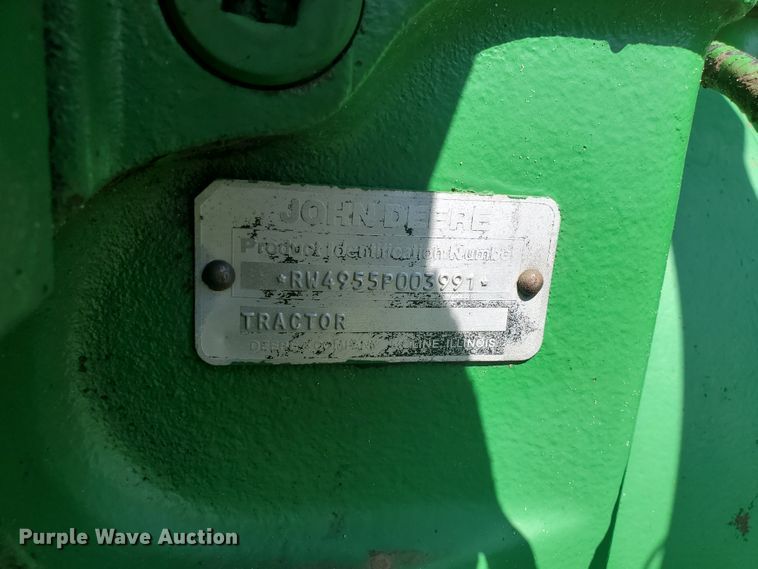 JOHN DEERE
Product Identification Number
*RW4955P003991*
TRACTOR
DEERE & COMPANY MOLINE, ILLINOIS
Purple Wave Auction